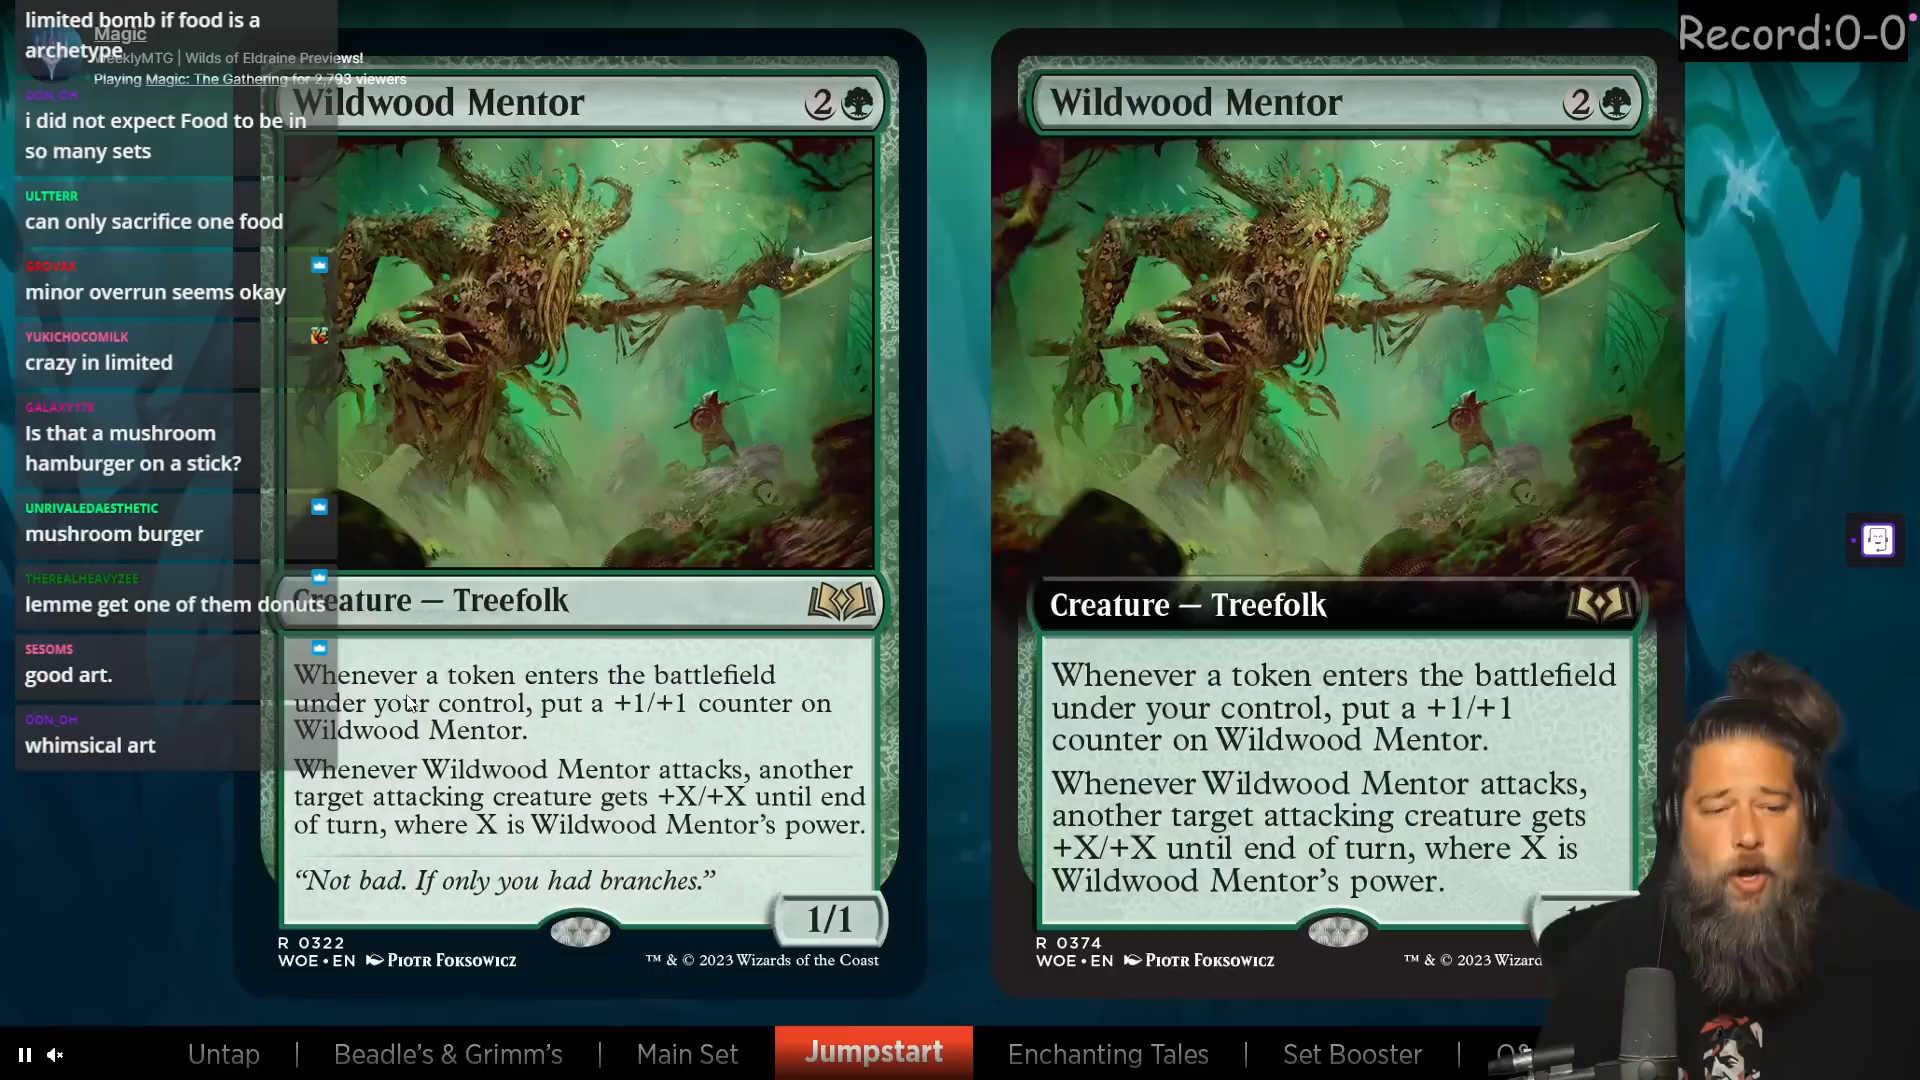 limited bomb if food is a
archetype
Magic
WeeklyMTG | Wilds of Eldraine Previews!
Playing Magic: The Gathering for 2,793 viewers
DON_OH
i did not expect Food to be in
so many sets
ULTTERR
can only sacrifice one food
GROVAX
minor overrun seems okay
YUKICHOCOMILK
crazy in limited
GALAXY178
Is that a mushroom
hamburger on a stick?
UNRIVALEDAESTHETIC
mushroom burger
THEREALHEAVYZEE
lemme get one of them donuts
SESOMS
good art.
DON_OH
whimsical art
Wildwood Mentor 2
Creature — Treefolk
Whenever a token enters the battlefield
under your control, put a +1/+1 counter on
Wildwood Mentor.
Whenever Wildwood Mentor attacks, another
target attacking creature gets +X/+X until end
of turn, where X is Wildwood Mentor's power.
“Not bad. If only you had branches.”
1/1
R 0322
WOE • EN Piotr Foksowicz ™ & © 2023 Wizards of the Coast
Wildwood Mentor 2
Creature — Treefolk
Whenever a token enters the battlefield
under your control, put a +1/+1
counter on Wildwood Mentor.
Whenever Wildwood Mentor attacks,
another target attacking creature gets
+X/+X until end of turn, where X is
Wildwood Mentor's power.
R 0374
WOE • EN Piotr Foksowicz ™ & © 2023
Record:0-0
Untap | Beadle's & Grimm's | Main Set Jumpstart Enchanting Tales | Set Booster |